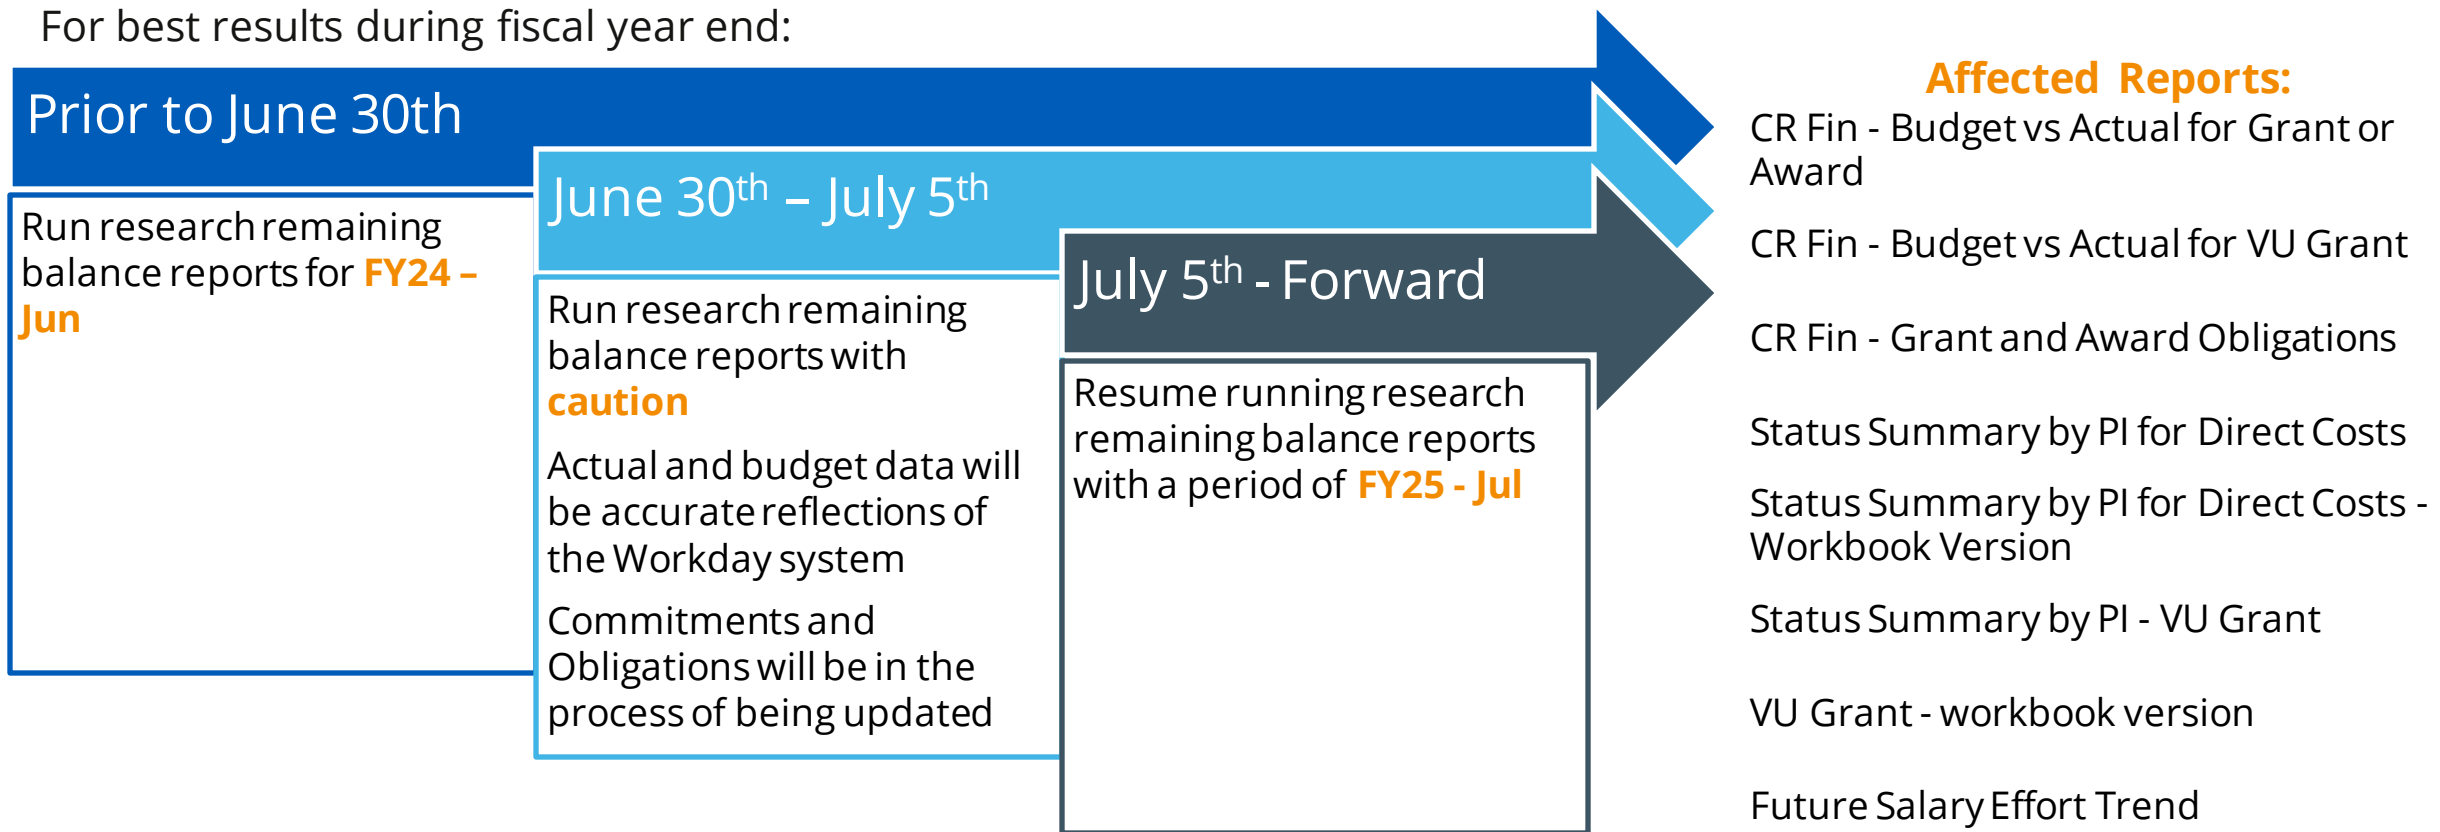 For best results during fiscal year end:
Prior to June 30th
Run research remaining
balance reports for FY24 –
Jun
June 30th – July 5th
Run research remaining
balance reports with
caution
Actual and budget data will
be accurate reflections of
the Workday system
Commitments and
Obligations will be in the
process of being updated
July 5th - Forward
Resume running research
remaining balance reports
with a period of FY25 - Jul
Affected Reports:
CR Fin - Budget vs Actual for Grant or
Award
CR Fin - Budget vs Actual for VU Grant
CR Fin - Grant and Award Obligations
Status Summary by PI for Direct Costs
Status Summary by PI for Direct Costs -
Workbook Version
Status Summary by PI - VU Grant
VU Grant - workbook version
Future Salary Effort Trend